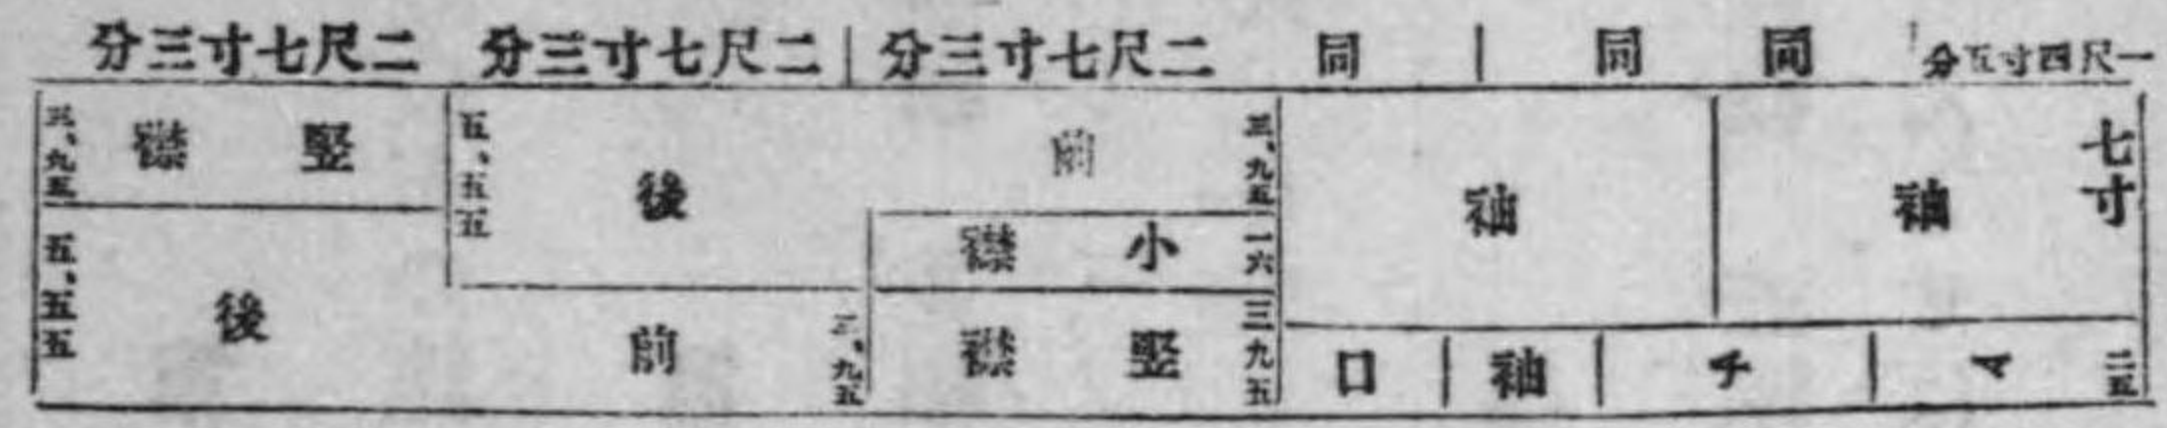 一尺四寸五分
同
同
同
二尺七寸三分
二尺七寸三分
二尺七寸三分
七寸
袖
袖
二五
マチ
袖口
三、九五
前
一六
小襟
三九五
竪襟
五、五五
後
三、九五
前
三、九五
竪襟
五、五五
後